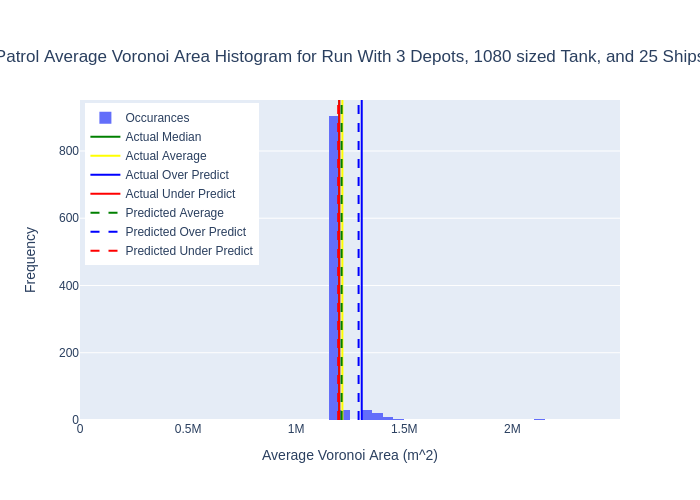 Patrol Average Voronoi Area Histogram for Run With 3 Depots, 1080 sized Tank, and 25 Ships
Occurances
Actual Median
Actual Average
Actual Over Predict
Actual Under Predict
Predicted Average
Predicted Over Predict
Predicted Under Predict
Frequency
800
600
400
200
0
0 0.5M 1M 1.5M 2M
Average Voronoi Area (m^2)